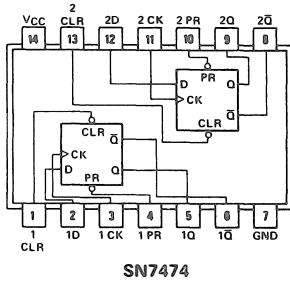 2
VCC CLR 2D 2 CK 2 PR 2Q 2Q̅
14 13 12 11 10 9 8
PR
D Q
CK
Q̅
CLR
CLR Q̅
CK
D Q
PR
1 2 3 4 5 6 7
1 1D 1 CK 1 PR 1Q 1Q̅ GND
CLR
SN7474